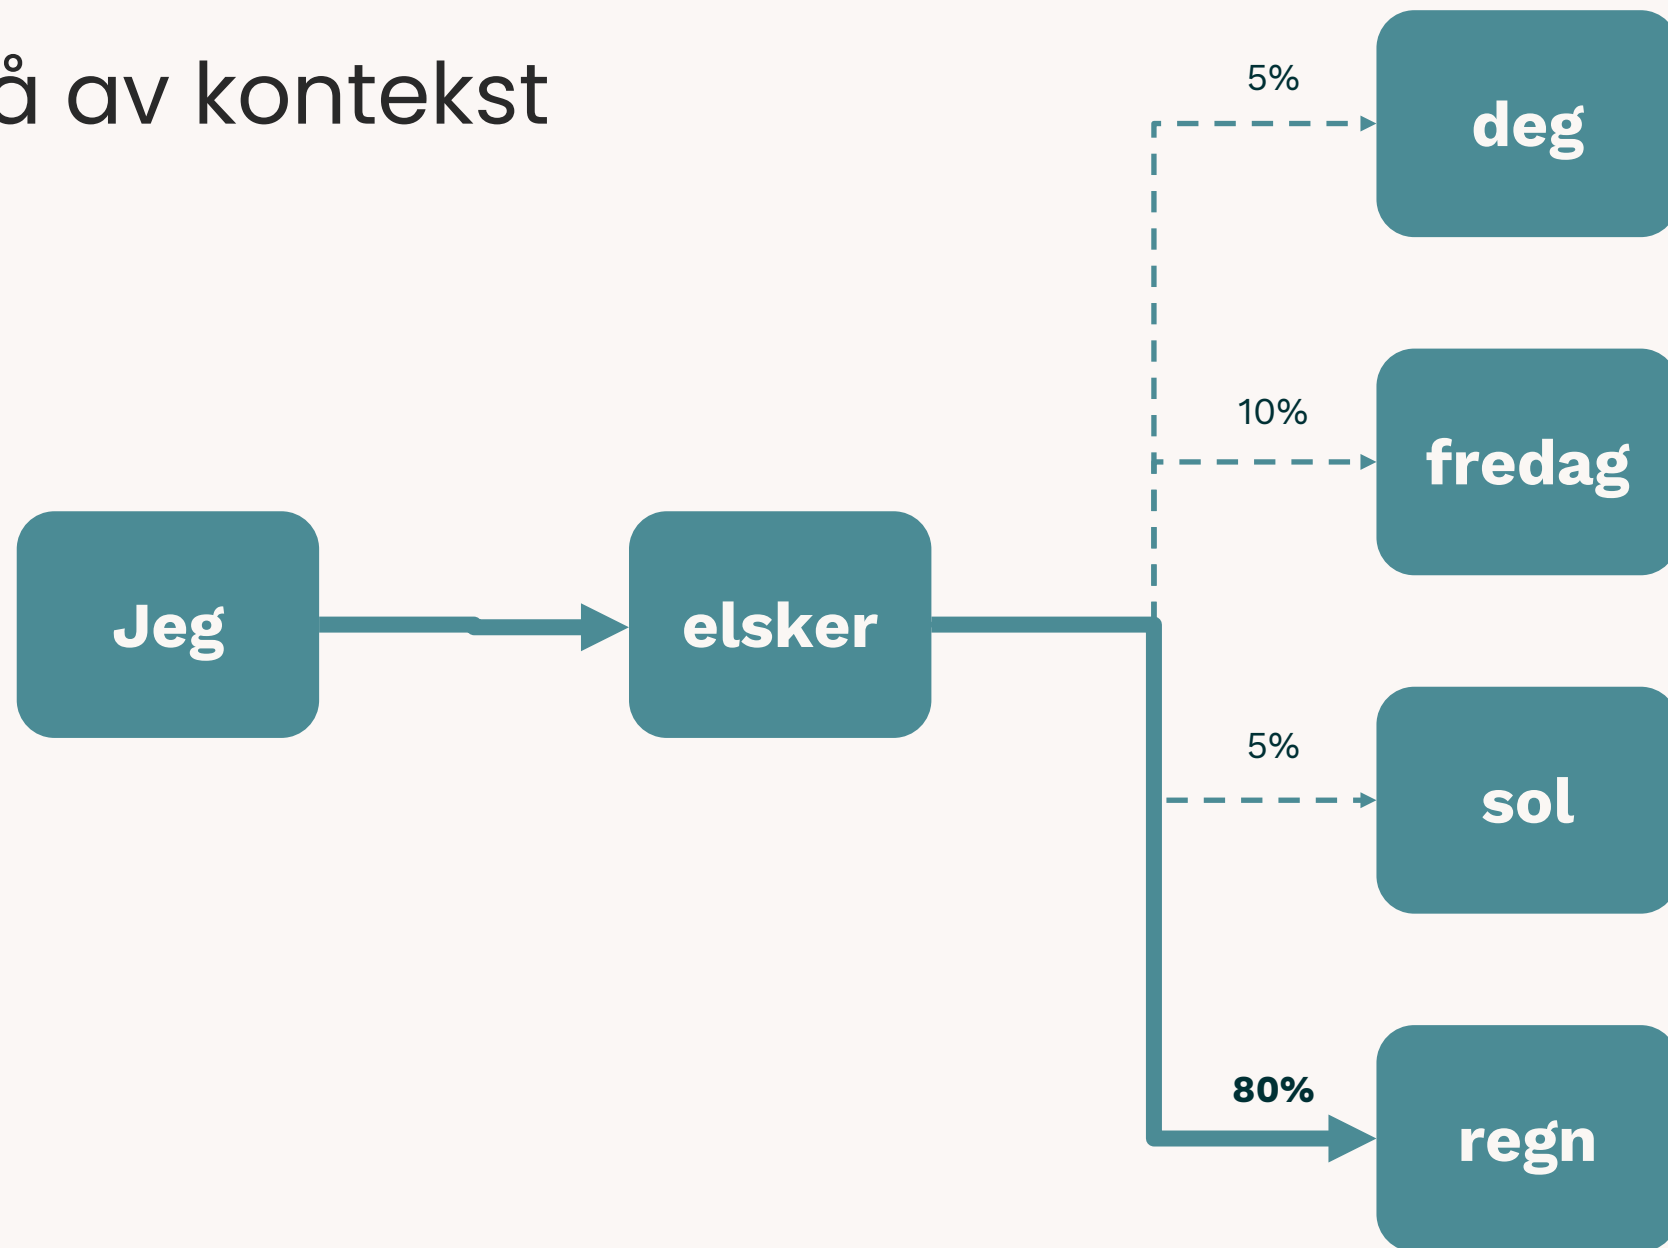 å av kontekst
5%
deg
10%
fredag
Jeg
elsker
5%
sol
80%
regn